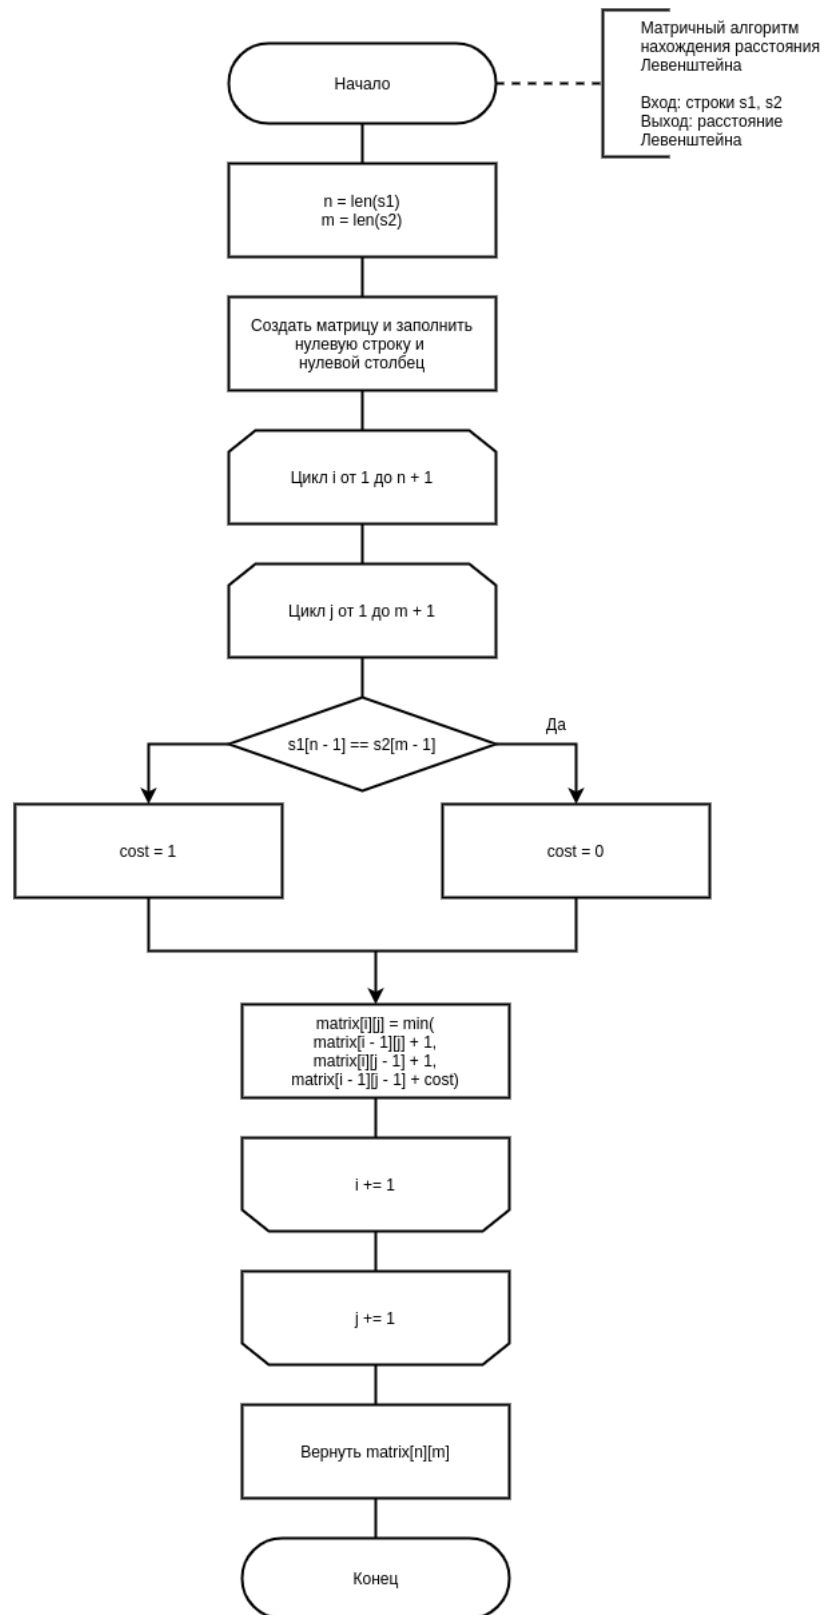 Матричный алгоритм
нахождения расстояния
Левенштейна
Вход: строки s1, s2
Выход: расстояние
Левенштейна
Начало
n = len(s1)
m = len(s2)
Создать матрицу и заполнить
нулевую строку и
нулевой столбец
Цикл i от 1 до n + 1
Цикл j от 1 до m + 1
s1[n - 1] == s2[m - 1]
Да
cost = 1
cost = 0
matrix[i][j] = min(
matrix[i - 1][j] + 1,
matrix[i][j - 1] + 1,
matrix[i - 1][j - 1] + cost)
i += 1
j += 1
Вернуть matrix[n][m]
Конец